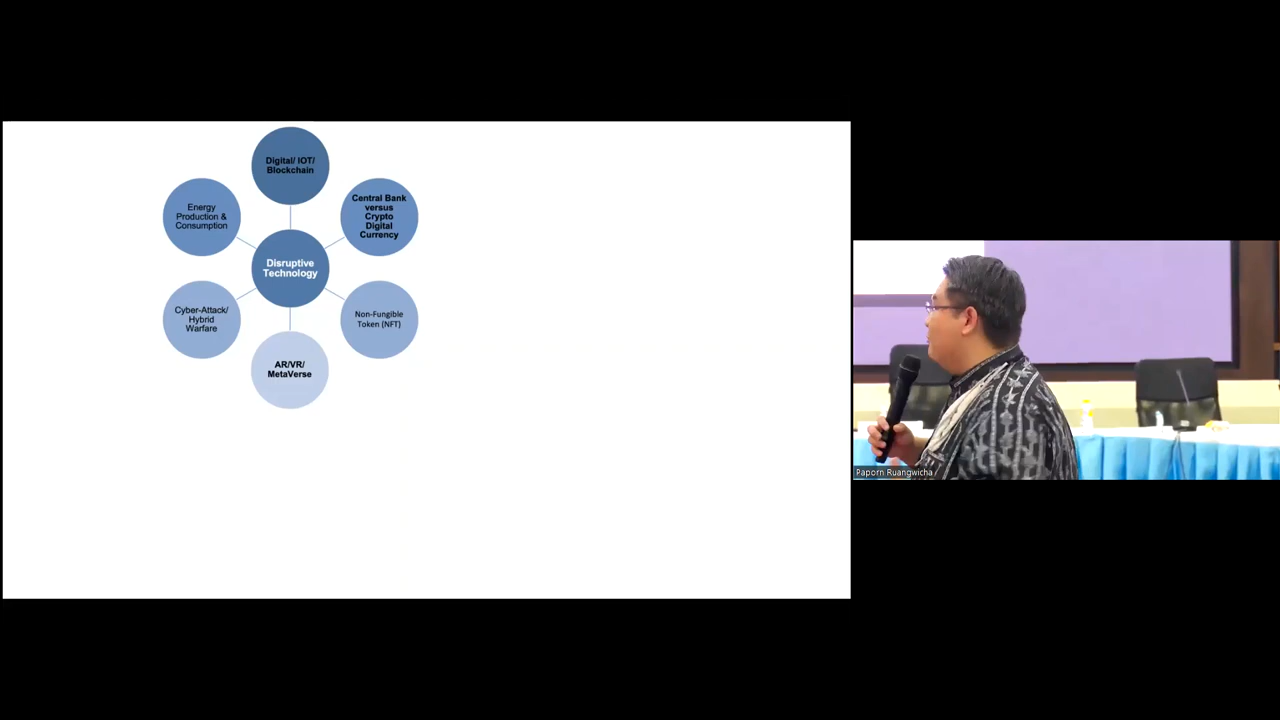 Digital/ IOT/
Blockchain
Energy
Production &
Consumption
Central Bank
versus
Crypto
Digital
Currency
Disruptive
Technology
Cyber-Attack/
Hybrid
Warfare
Non-Fungible
Token (NFT)
AR/VR/
MetaVerse
Paporn Ruangwicha